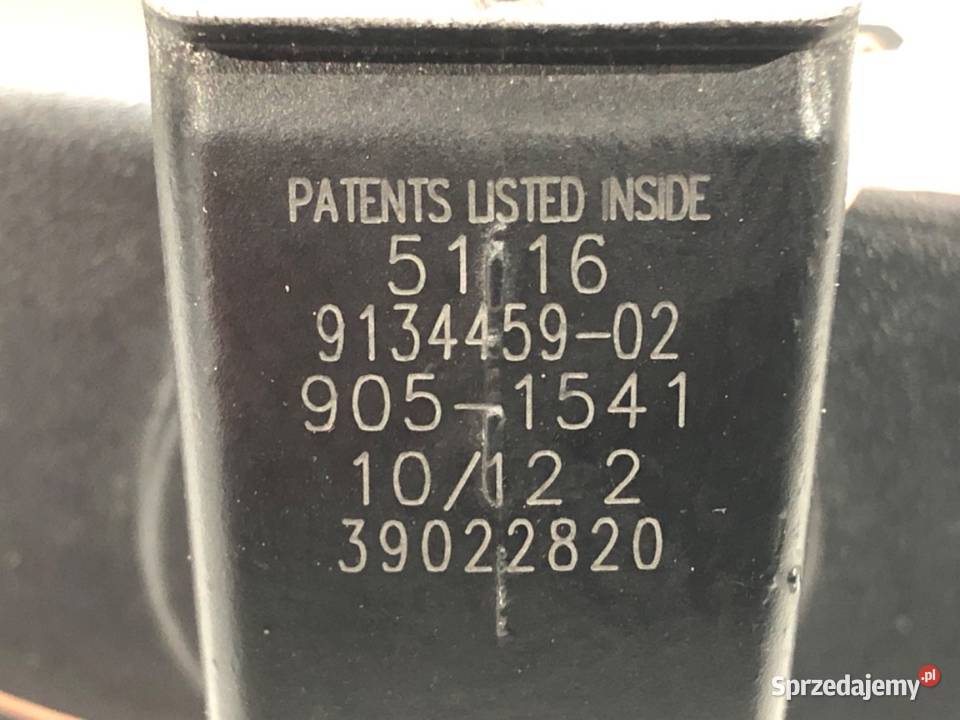 PATENTS LISTED INSIDE
51 16
9134459-02
905-1541
10/12 2
39022820
Sprzedajemy.pl